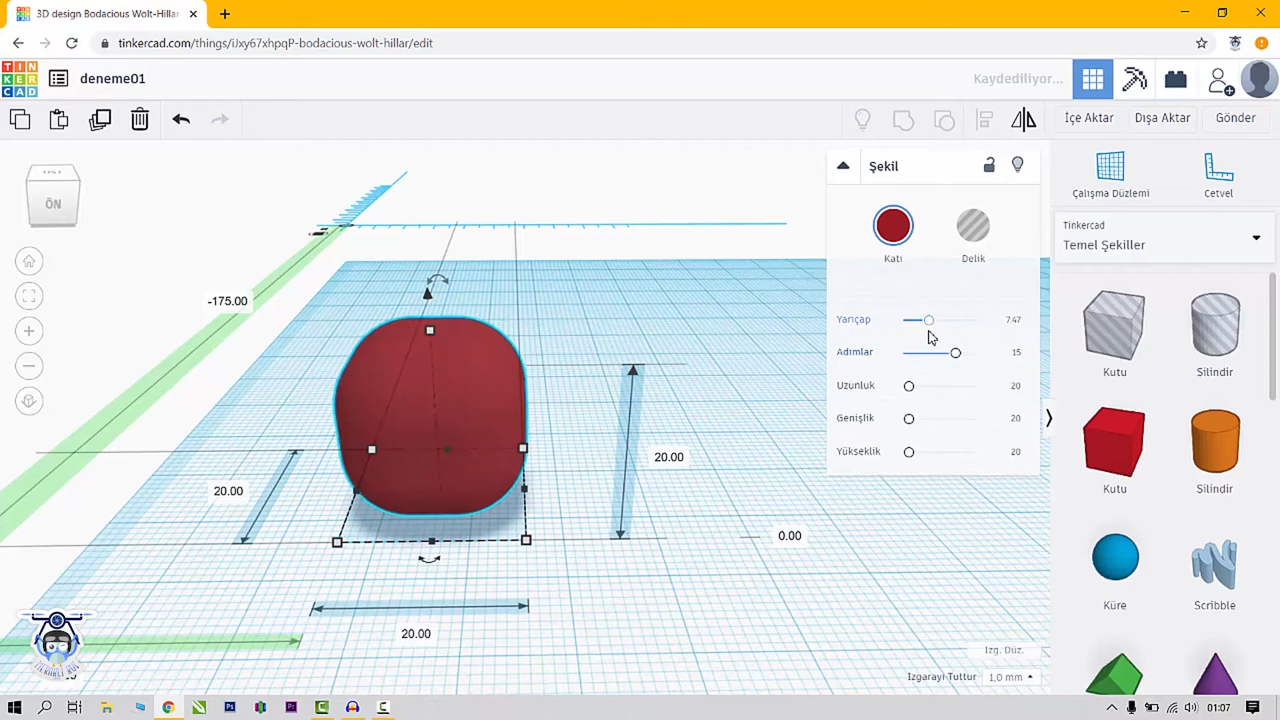 3D design Bodacious Wolt-Hillar
tinkercad.com/things/iJxy67xhpqP-bodacious-wolt-hillar/edit
TIN
KER
CAD
deneme01
Kaydediliyor...
İçe Aktar
Dışa Aktar
Gönder
ÖN
Şekil
Katı
Delik
Yarıçap 7.47
Adımlar 15
Uzunluk 20
Genişlik 20
Yükseklik 20
Çalışma Düzlemi
Cetvel
Tinkercad
Temel Şekiller
Kutu
Silindir
Kutu
Silindir
Küre
Scribble
-175.00
20.00
20.00
0.00
20.00
Izg. Düz.
Izgarayı Tuttur 1,0 mm
01:07